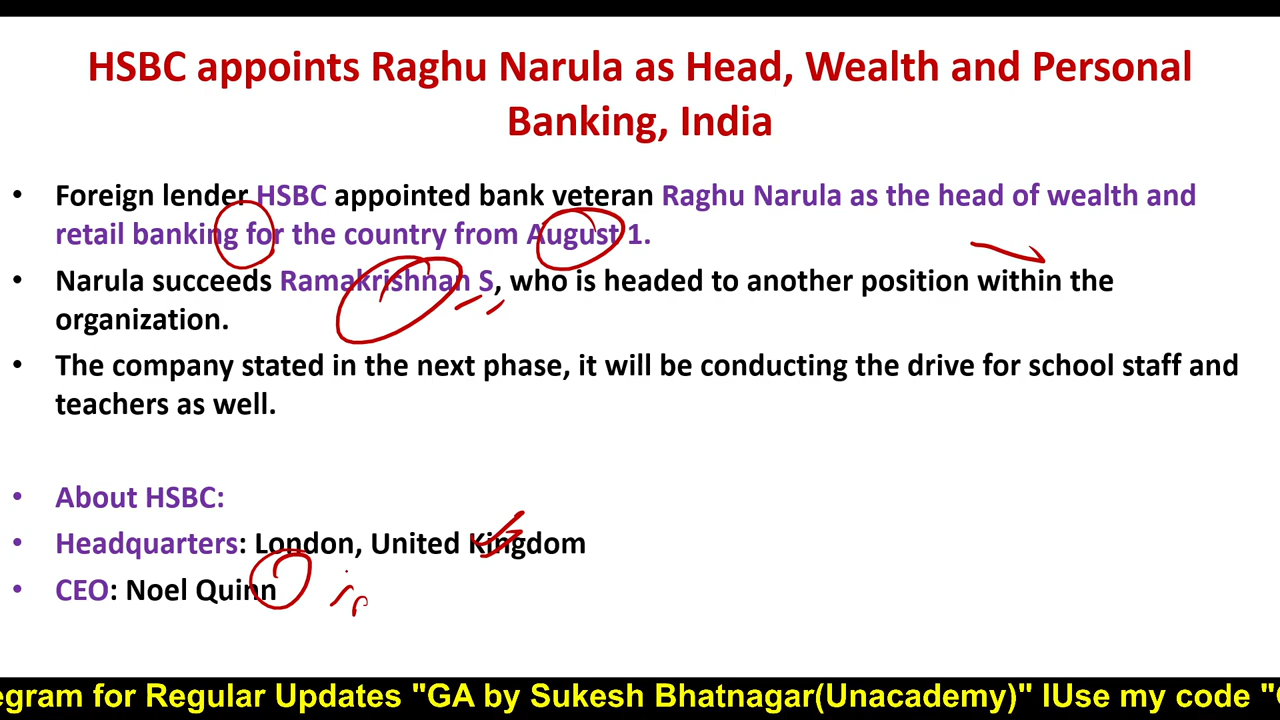 HSBC appoints Raghu Narula as Head, Wealth and Personal
Banking, India
• Foreign lender HSBC appointed bank veteran Raghu Narula as the head of wealth and
retail banking for the country from August 1.
• Narula succeeds Ramakrishnan S, who is headed to another position within the
organization.
• The company stated in the next phase, it will be conducting the drive for school staff and
teachers as well.
• About HSBC:
• Headquarters: London, United Kingdom
• CEO: Noel Quinn
egram for Regular Updates "GA by Sukesh Bhatnagar(Unacademy)" lUse my code "